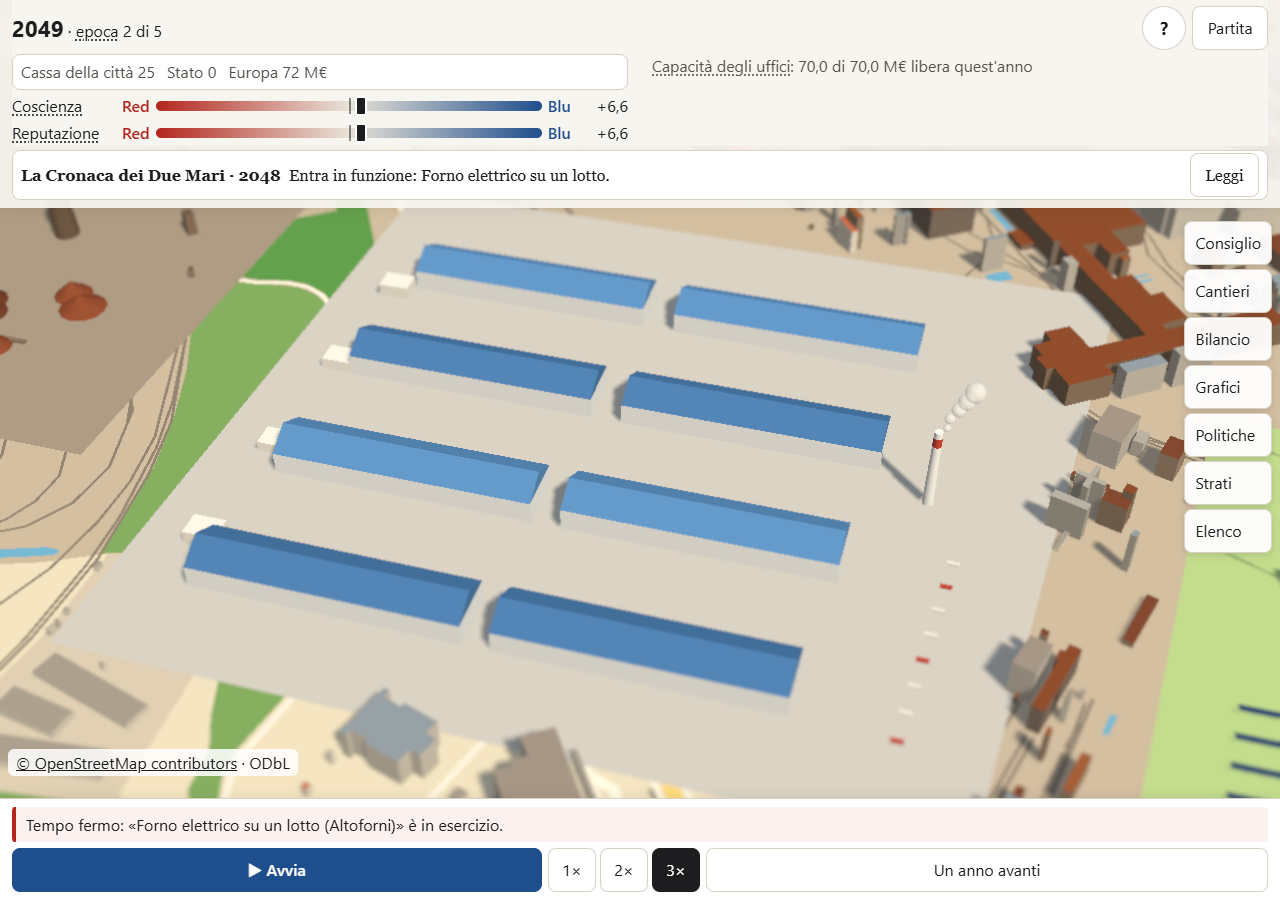 2049 · epoca 2 di 5
?
Partita
Cassa della città 25 Stato 0 Europa 72 M€
Capacità degli uffici: 70,0 di 70,0 M€ libera quest'anno
Coscienza Red Blu +6,6
Reputazione Red Blu +6,6
La Cronaca dei Due Mari · 2048 Entra in funzione: Forno elettrico su un lotto.
Leggi
Consiglio
Cantieri
Bilancio
Grafici
Politiche
Strati
Elenco
© OpenStreetMap contributors · ODbL
Tempo fermo: «Forno elettrico su un lotto (Altoforni)» è in esercizio.
▶ Avvia
1×
2×
3×
Un anno avanti